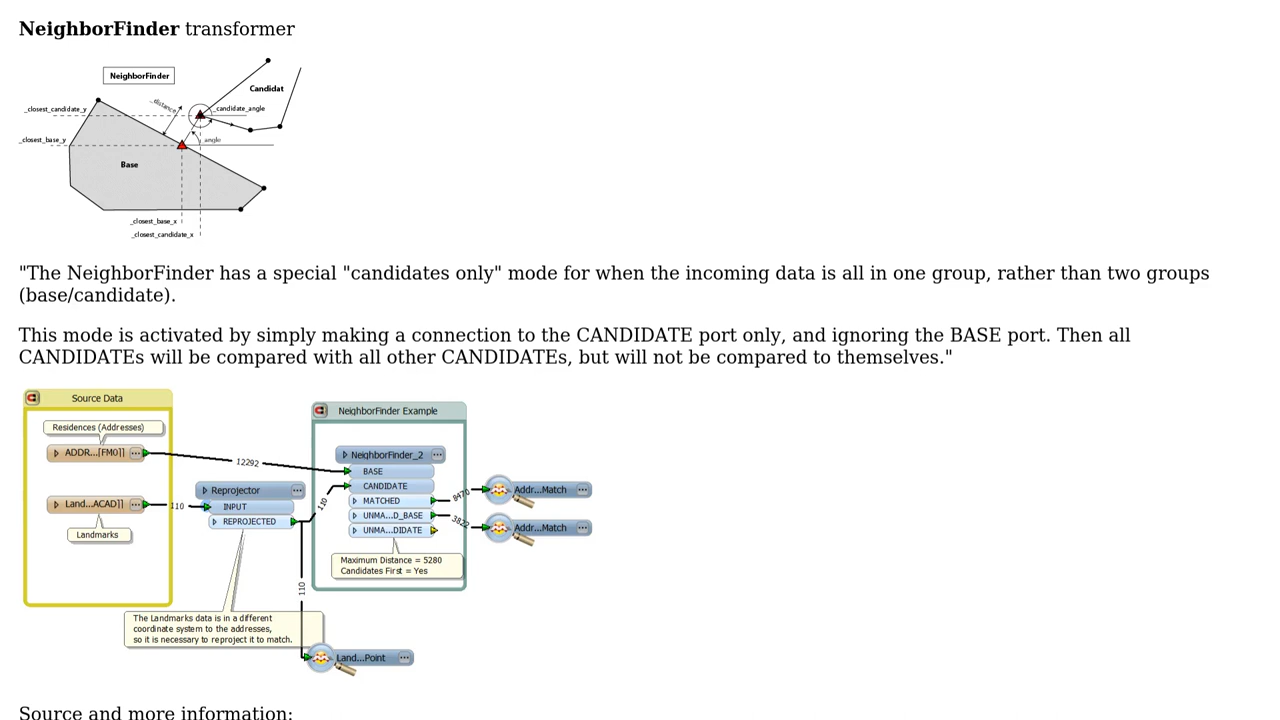 NeighborFinder transformer
NeighborFinder
Candidat
_distance
_closest_candidate_y
_candidate_angle
_closest_base_y
angle
Base
_closest_base_x
_closest_candidate_x
"The NeighborFinder has a special "candidates only" mode for when the incoming data is all in one group, rather than two groups
(base/candidate).
This mode is activated by simply making a connection to the CANDIDATE port only, and ignoring the BASE port. Then all
CANDIDATEs will be compared with all other CANDIDATEs, but will not be compared to themselves."
Source Data
NeighborFinder Example
Residences (Addresses)
ADDR...[FM0]]
12292
NeighborFinder_2
BASE
Reprojector
CANDIDATE
Land...ACAD]]
110
INPUT
110
MATCHED
8470
Addr...Match
REPROJECTED
UNMA...D_BASE
3822
Addr...Match
UNMA...DIDATE
Landmarks
Maximum Distance = 5280
Candidates First = Yes
110
The Landmarks data is in a different
coordinate system to the addresses,
so it is necessary to reproject it to match.
Land...Point
Source and more information: